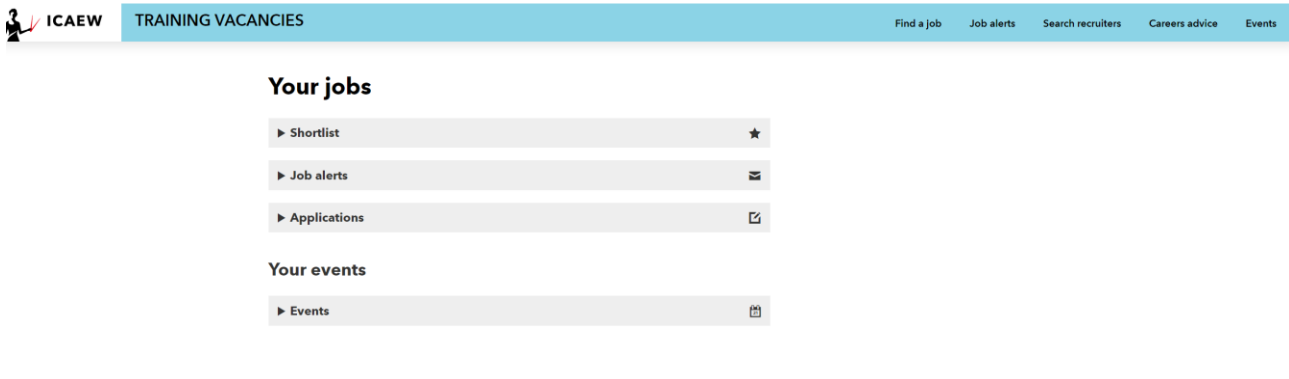 ICAEW TRAINING VACANCIES Find a job Job alerts Search recruiters Careers advice Events
Your jobs
Shortlist
Job alerts
Applications
Your events
Events